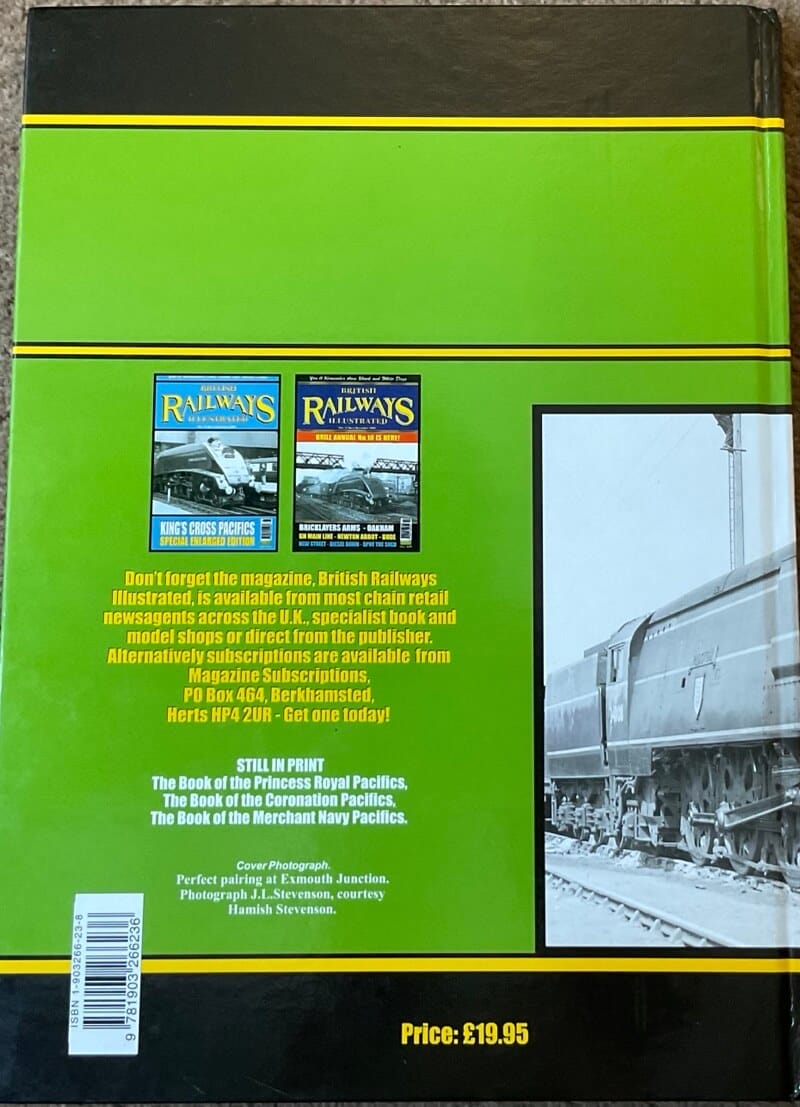 BRITISH
RAILWAYS
ILLUSTRATED
KING'S CROSS PACIFICS
SPECIAL ENLARGED EDITION
BRITISH
RAILWAYS
ILLUSTRATED
BRILL ANNUAL No.10 IS HERE!
BRICKLAYERS ARMS - OAKHAM
GN MAIN LINE - NEWTON ABBOT - BUDE
Don't forget the magazine, British Railways
Illustrated, is available from most chain retail
newsagents across the U.K., specialist book and
model shops or direct from the publisher.
Alternatively subscriptions are available from
Magazine Subscriptions,
PO Box 464, Berkhamsted,
Herts HP4 2UR - Get one today!
STILL IN PRINT
The Book of the Princess Royal Pacifics,
The Book of the Coronation Pacifics,
The Book of the Merchant Navy Pacifics.
Cover Photograph.
Perfect pairing at Exmouth Junction.
Photograph J.L.Stevenson, courtesy
Hamish Stevenson.
ISBN 1-903266-23-8
9 781903 266236
Price: £19.95